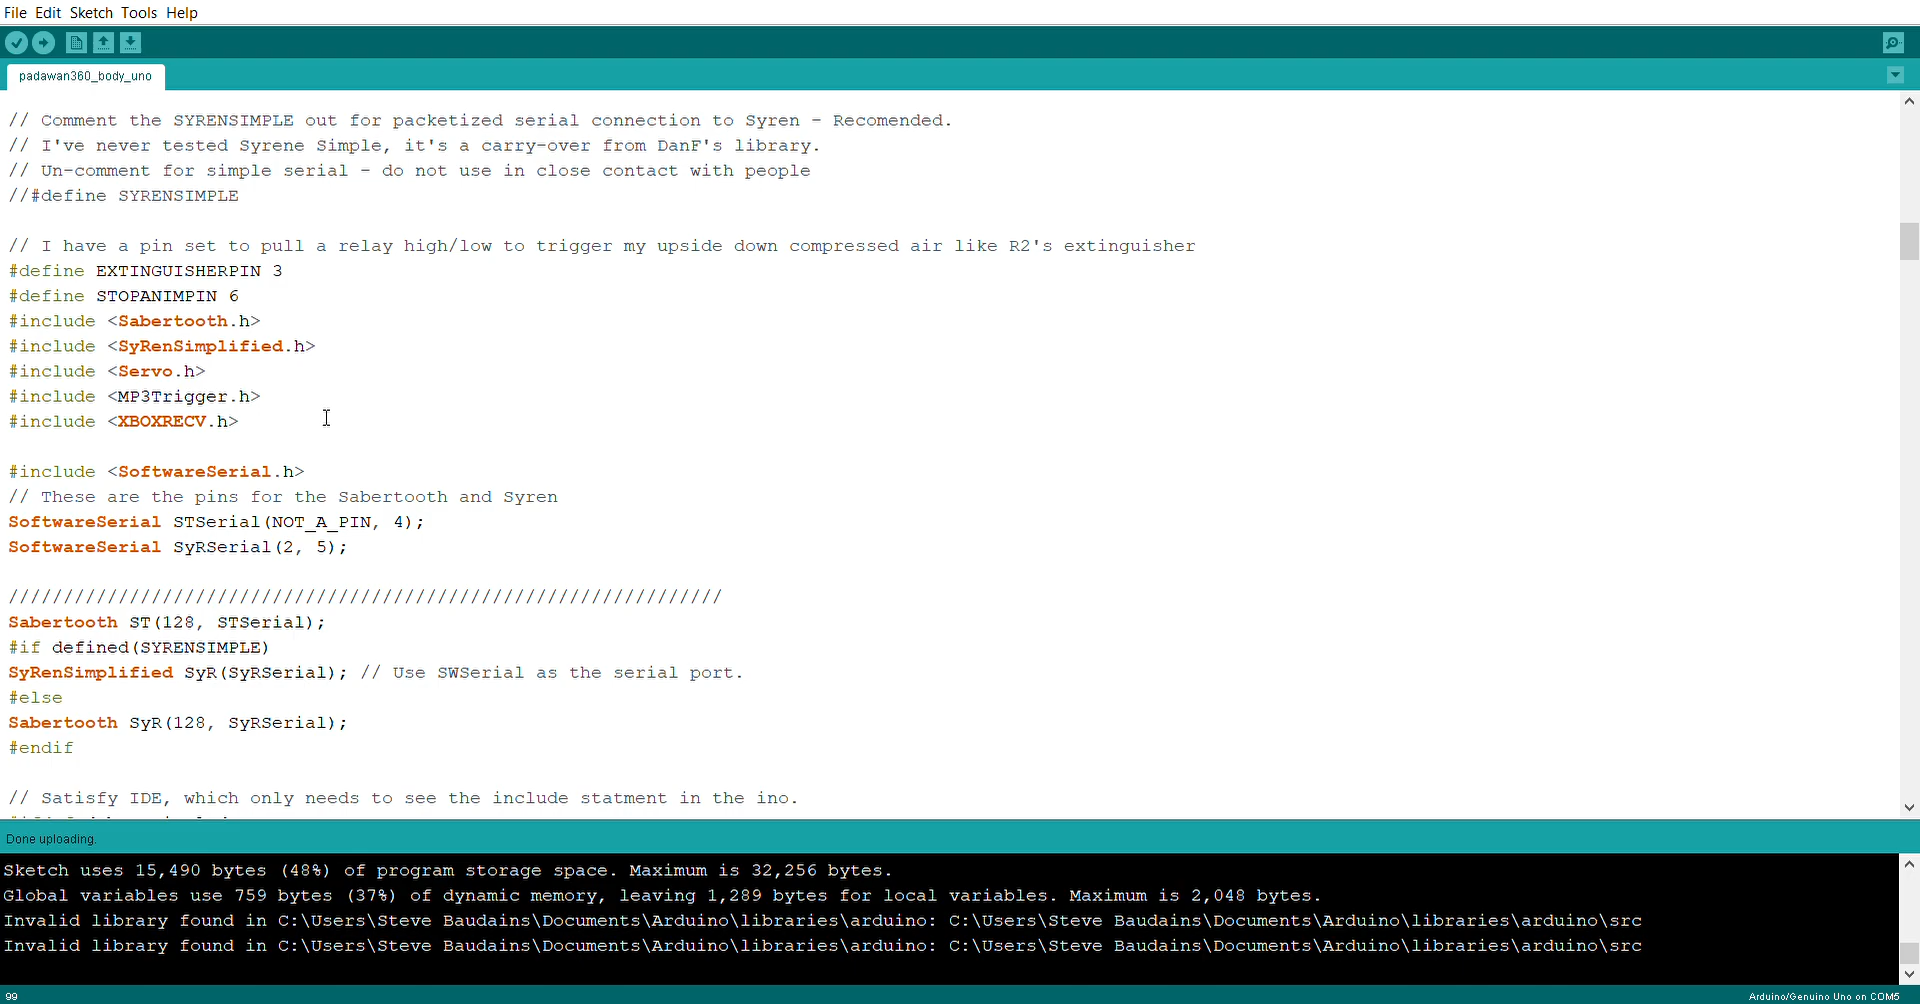 File Edit Sketch Tools Help
padawan360_body_uno
// Comment the SYRENSIMPLE out for packetized serial connection to Syren - Recomended.
// I've never tested Syrene Simple, it's a carry-over from DanF's library.
// Un-comment for simple serial - do not use in close contact with people
//#define SYRENSIMPLE
// I have a pin set to pull a relay high/low to trigger my upside down compressed air like R2's extinguisher
#define EXTINGUISHERPIN 3
#define STOPANIMPIN 6
#include <Sabertooth.h>
#include <SyRenSimplified.h>
#include <Servo.h>
#include <MP3Trigger.h>
#include <XBOXRECV.h>
#include <SoftwareSerial.h>
// These are the pins for the Sabertooth and Syren
SoftwareSerial STSerial(NOT_A_PIN, 4);
SoftwareSerial SyRSerial(2, 5);
/////////////////////////////////////////////////////////////////
Sabertooth ST(128, STSerial);
#if defined(SYRENSIMPLE)
SyRenSimplified SyR(SyRSerial); // Use SWSerial as the serial port.
#else
Sabertooth SyR(128, SyRSerial);
#endif
// Satisfy IDE, which only needs to see the include statment in the ino.
Done uploading.
Sketch uses 15,490 bytes (48%) of program storage space. Maximum is 32,256 bytes.
Global variables use 759 bytes (37%) of dynamic memory, leaving 1,289 bytes for local variables. Maximum is 2,048 bytes.
Invalid library found in C:\Users\Steve Baudains\Documents\Arduino\libraries\arduino: C:\Users\Steve Baudains\Documents\Arduino\libraries\arduino\src
Invalid library found in C:\Users\Steve Baudains\Documents\Arduino\libraries\arduino: C:\Users\Steve Baudains\Documents\Arduino\libraries\arduino\src
99 Arduino/Genuino Uno on COM5